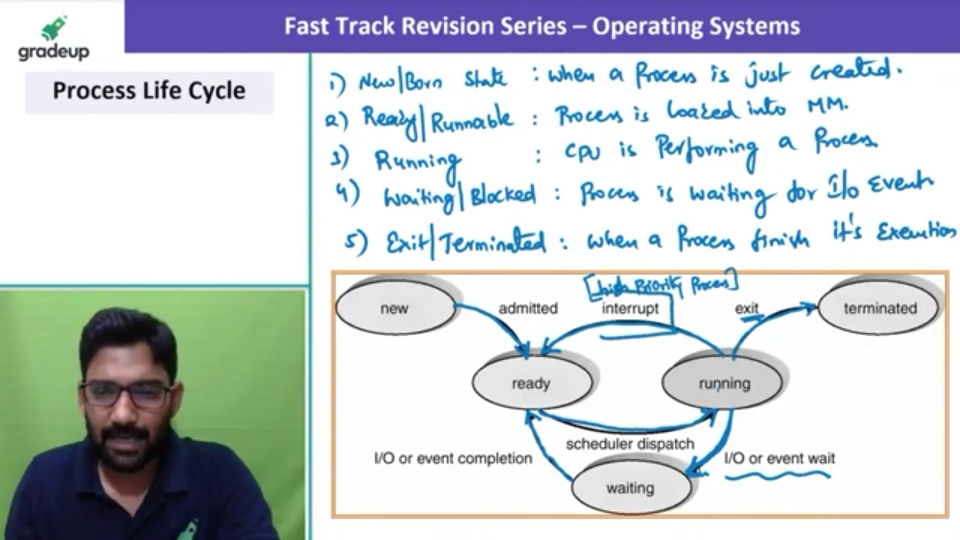 Fast Track Revision Series – Operating Systems
gradeup
Process Life Cycle
1) New/Born State : when a Process is just created.
2) Ready/Runnable : Process is loaded into MM.
3) Running : CPU is Performing a Process.
4) Waiting/Blocked : Process is waiting for I/o Event.
5) Exit/Terminated : when a Process finish it's Execution
[high Priority Process]
new
admitted
interrupt
exit
terminated
ready
running
scheduler dispatch
I/O or event completion
I/O or event wait
waiting